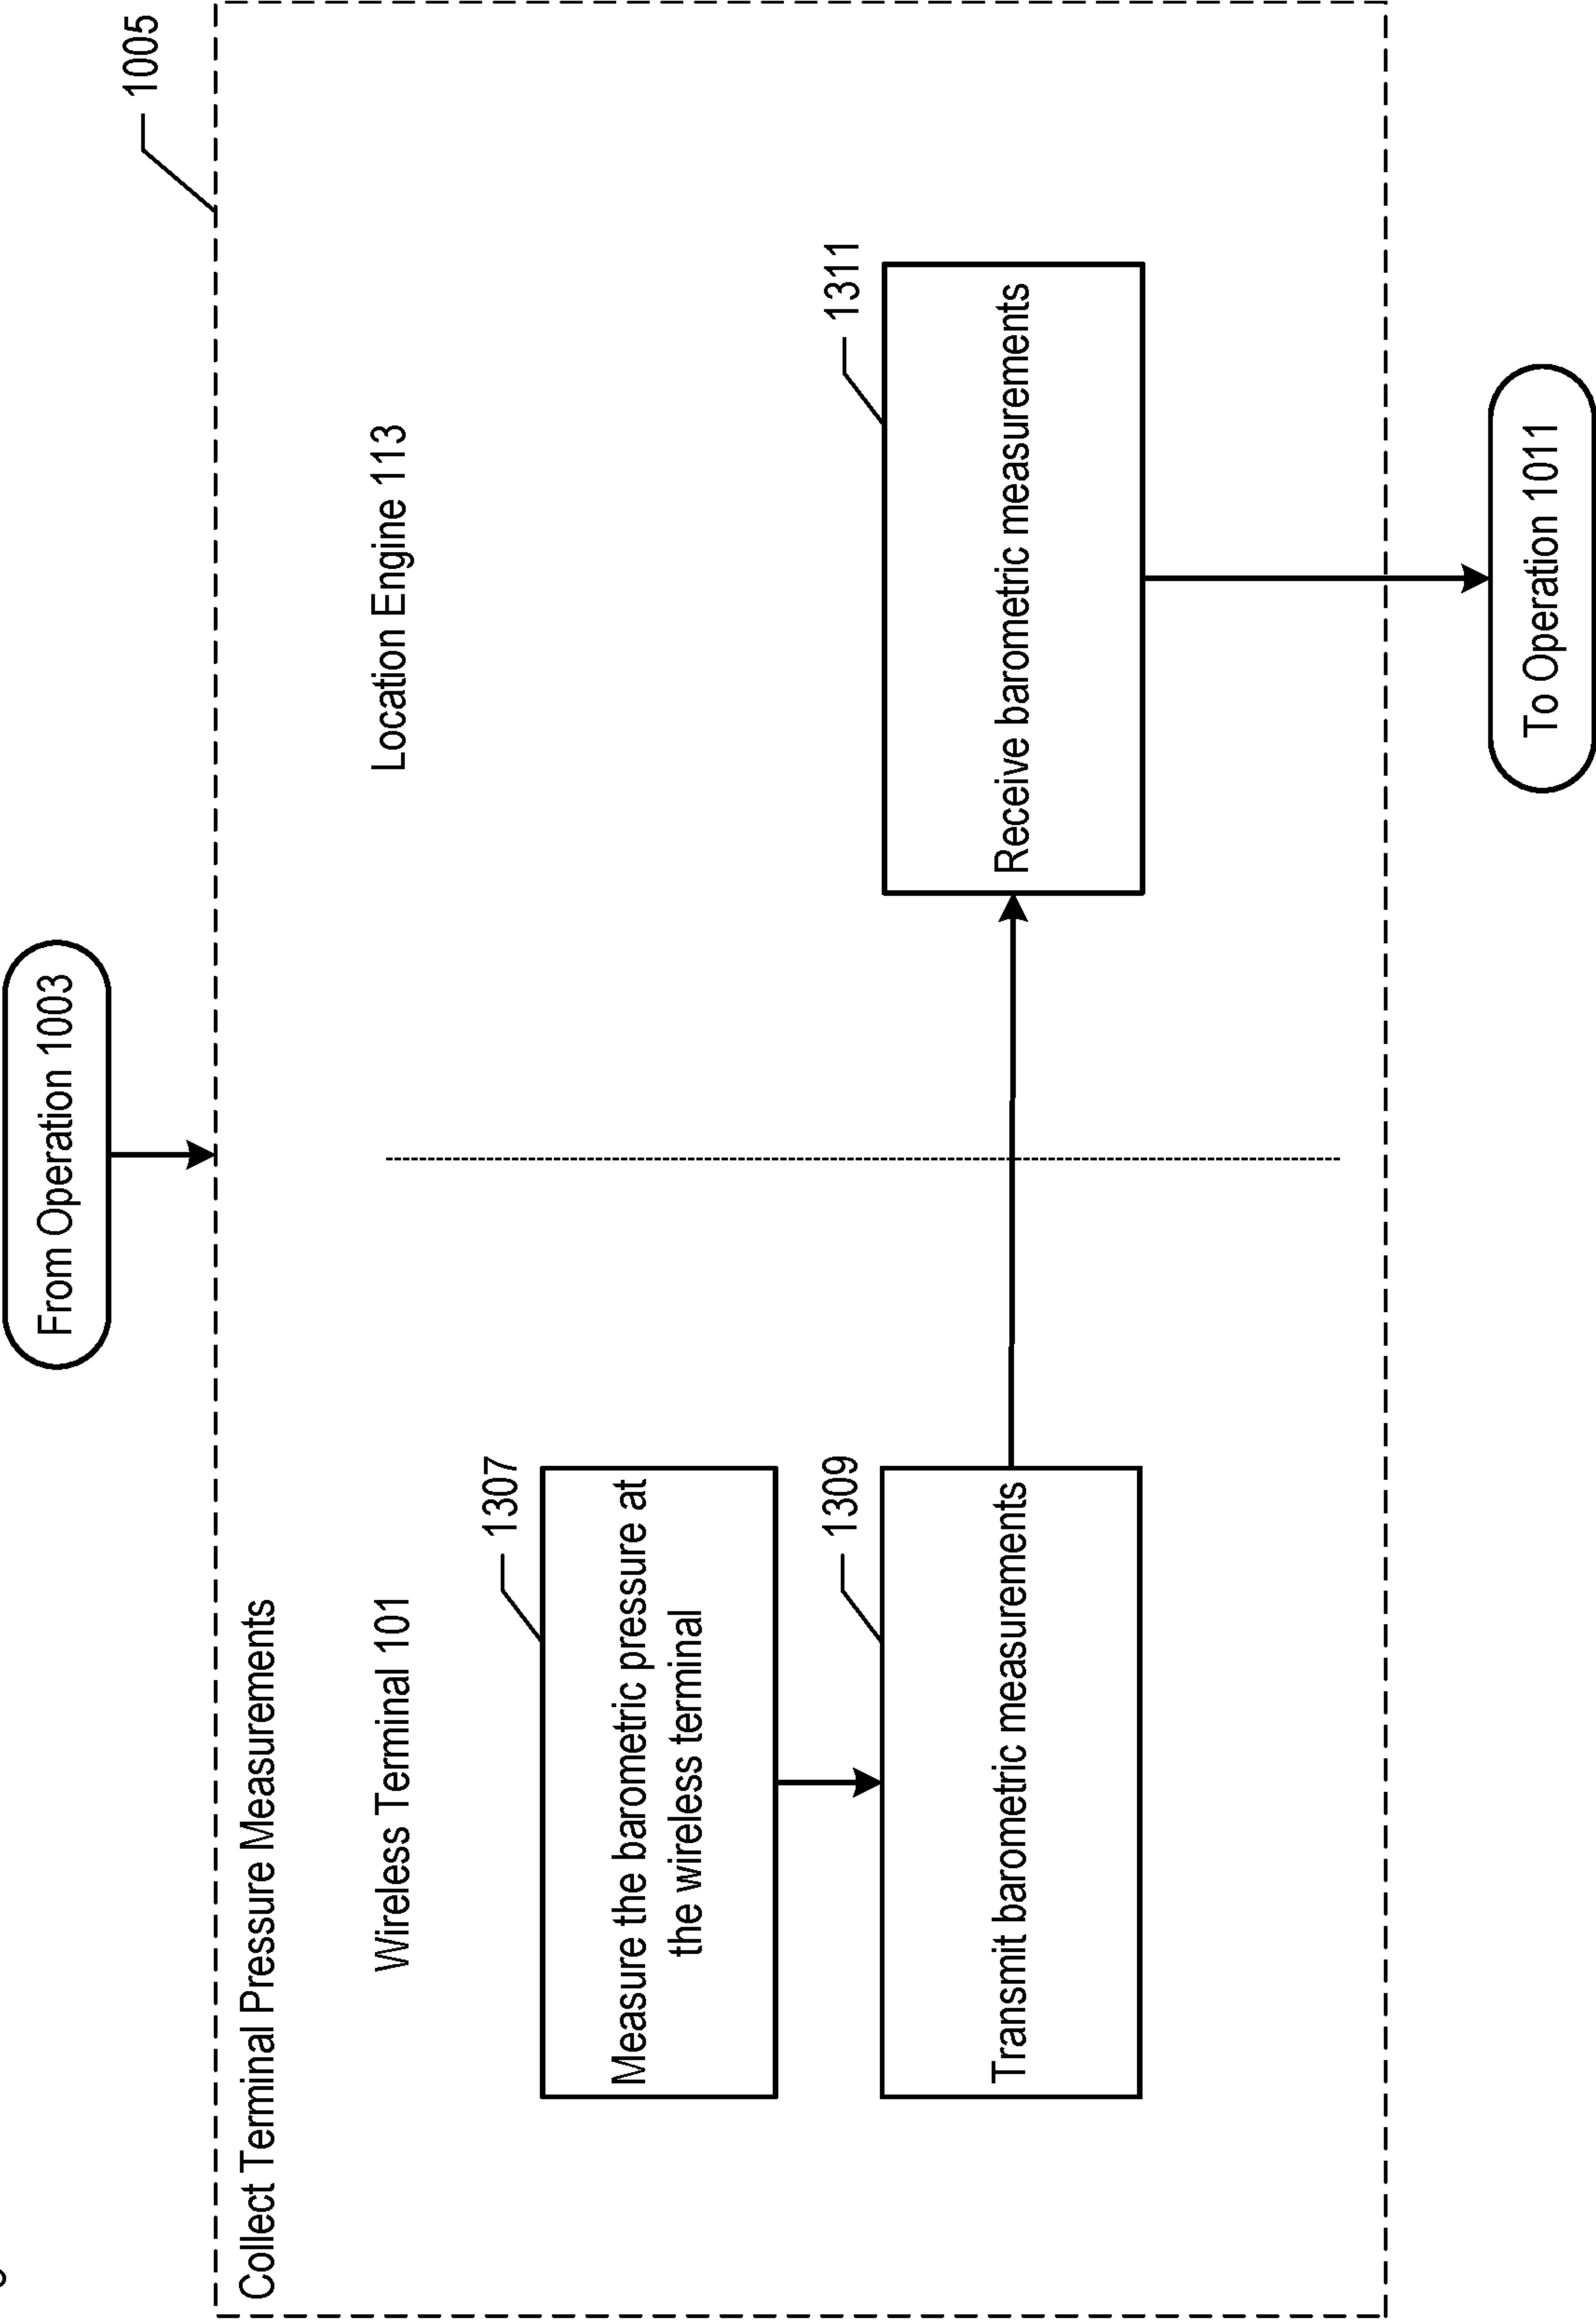 From Operation 1003
1005
Collect Terminal Pressure Measurements
Wireless Terminal 101
Location Engine 113
1307
Measure the barometric pressure at
the wireless terminal
1309
Transmit barometric measurements
1311
Receive barometric measurements
To Operation 1011